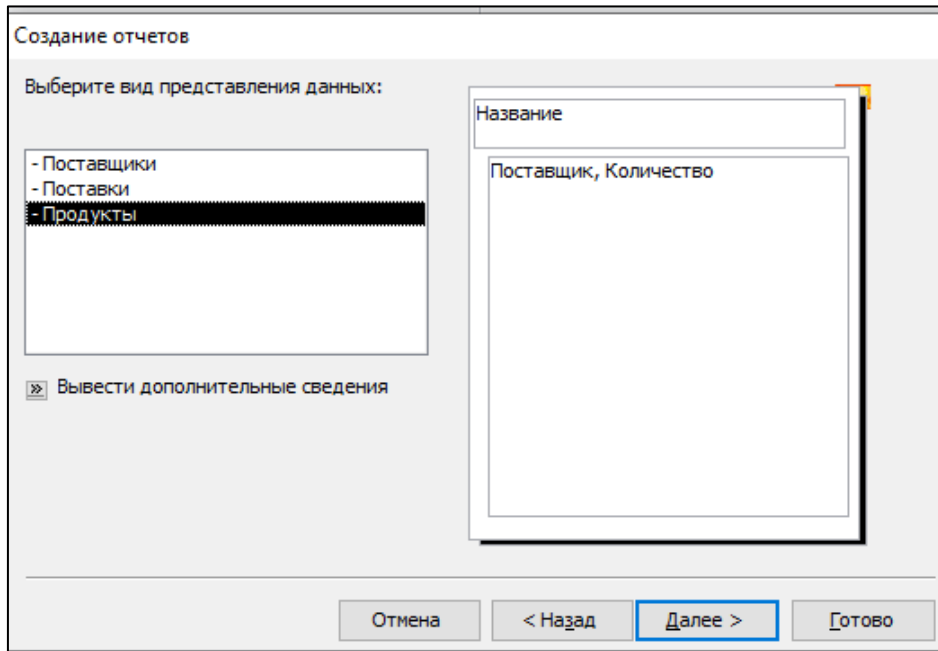 Создание отчетов
Выберите вид представления данных:
- Поставщики
- Поставки
- Продукты
Вывести дополнительные сведения
Название
Поставщик, Количество
Отмена
< Назад
Далее >
Готово